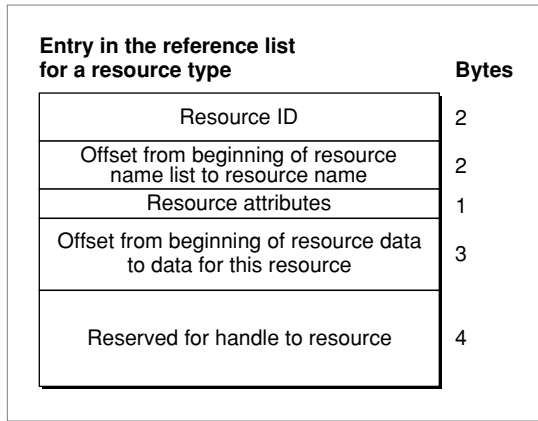 Entry in the reference list
for a resource type Bytes
Resource ID 2
Offset from beginning of resource
name list to resource name 2
Resource attributes 1
Offset from beginning of resource data
to data for this resource 3
Reserved for handle to resource 4